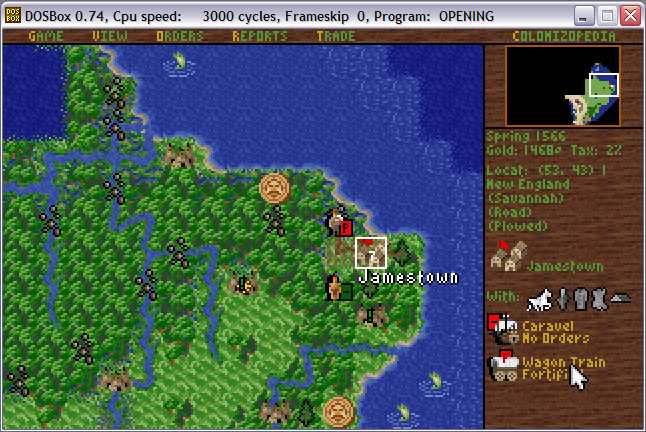 DOSBox 0.74, Cpu speed: 3000 cycles, Frameskip 0, Program: OPENING
GAME VIEW ORDERS REPORTS TRADE COLONIZOPEDIA
Spring 1566
Gold: 1468 Tax: 2%
Locat: (53, 43) 1
New England
(Savannah)
(Road)
(Plowed)
Jamestown
With:
Caravel
No Orders
Wagon Train
Fortifi
P
7
Jamestown